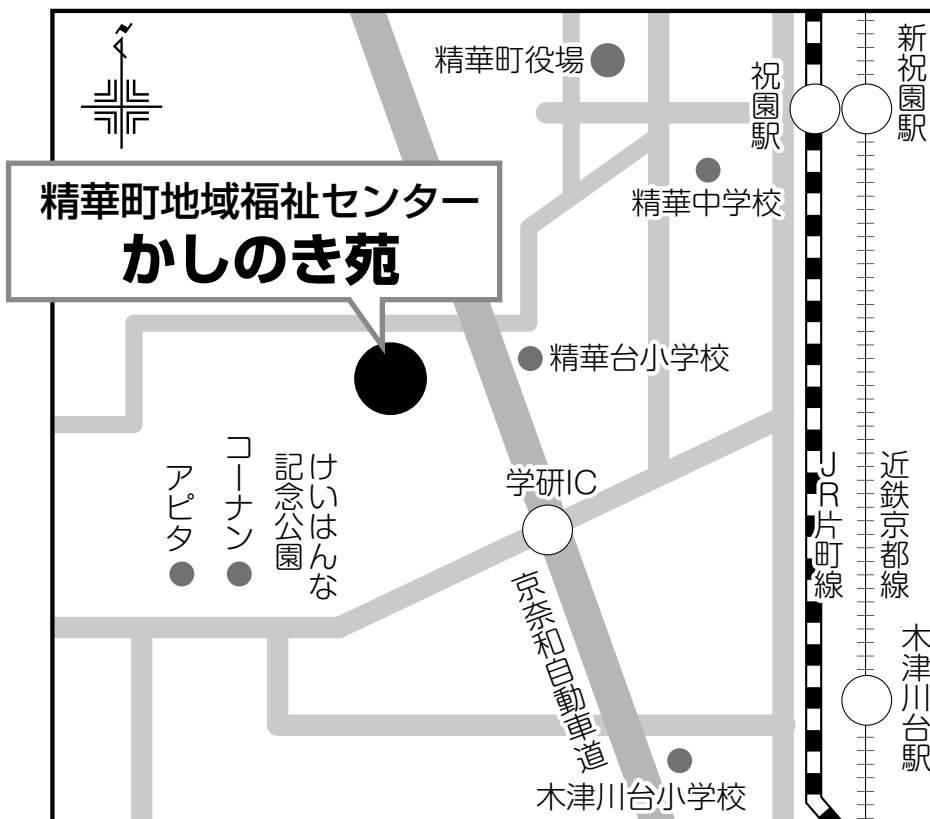 精華町役場
祝園駅
新祝園駅
精華中学校
精華町地域福祉センター
かしのき苑
精華台小学校
学研IC
けいはんな
記念公園
コーナン
アピタ
JR片町線
近鉄京都線
京奈和自動車道
木津川台駅
木津川台小学校